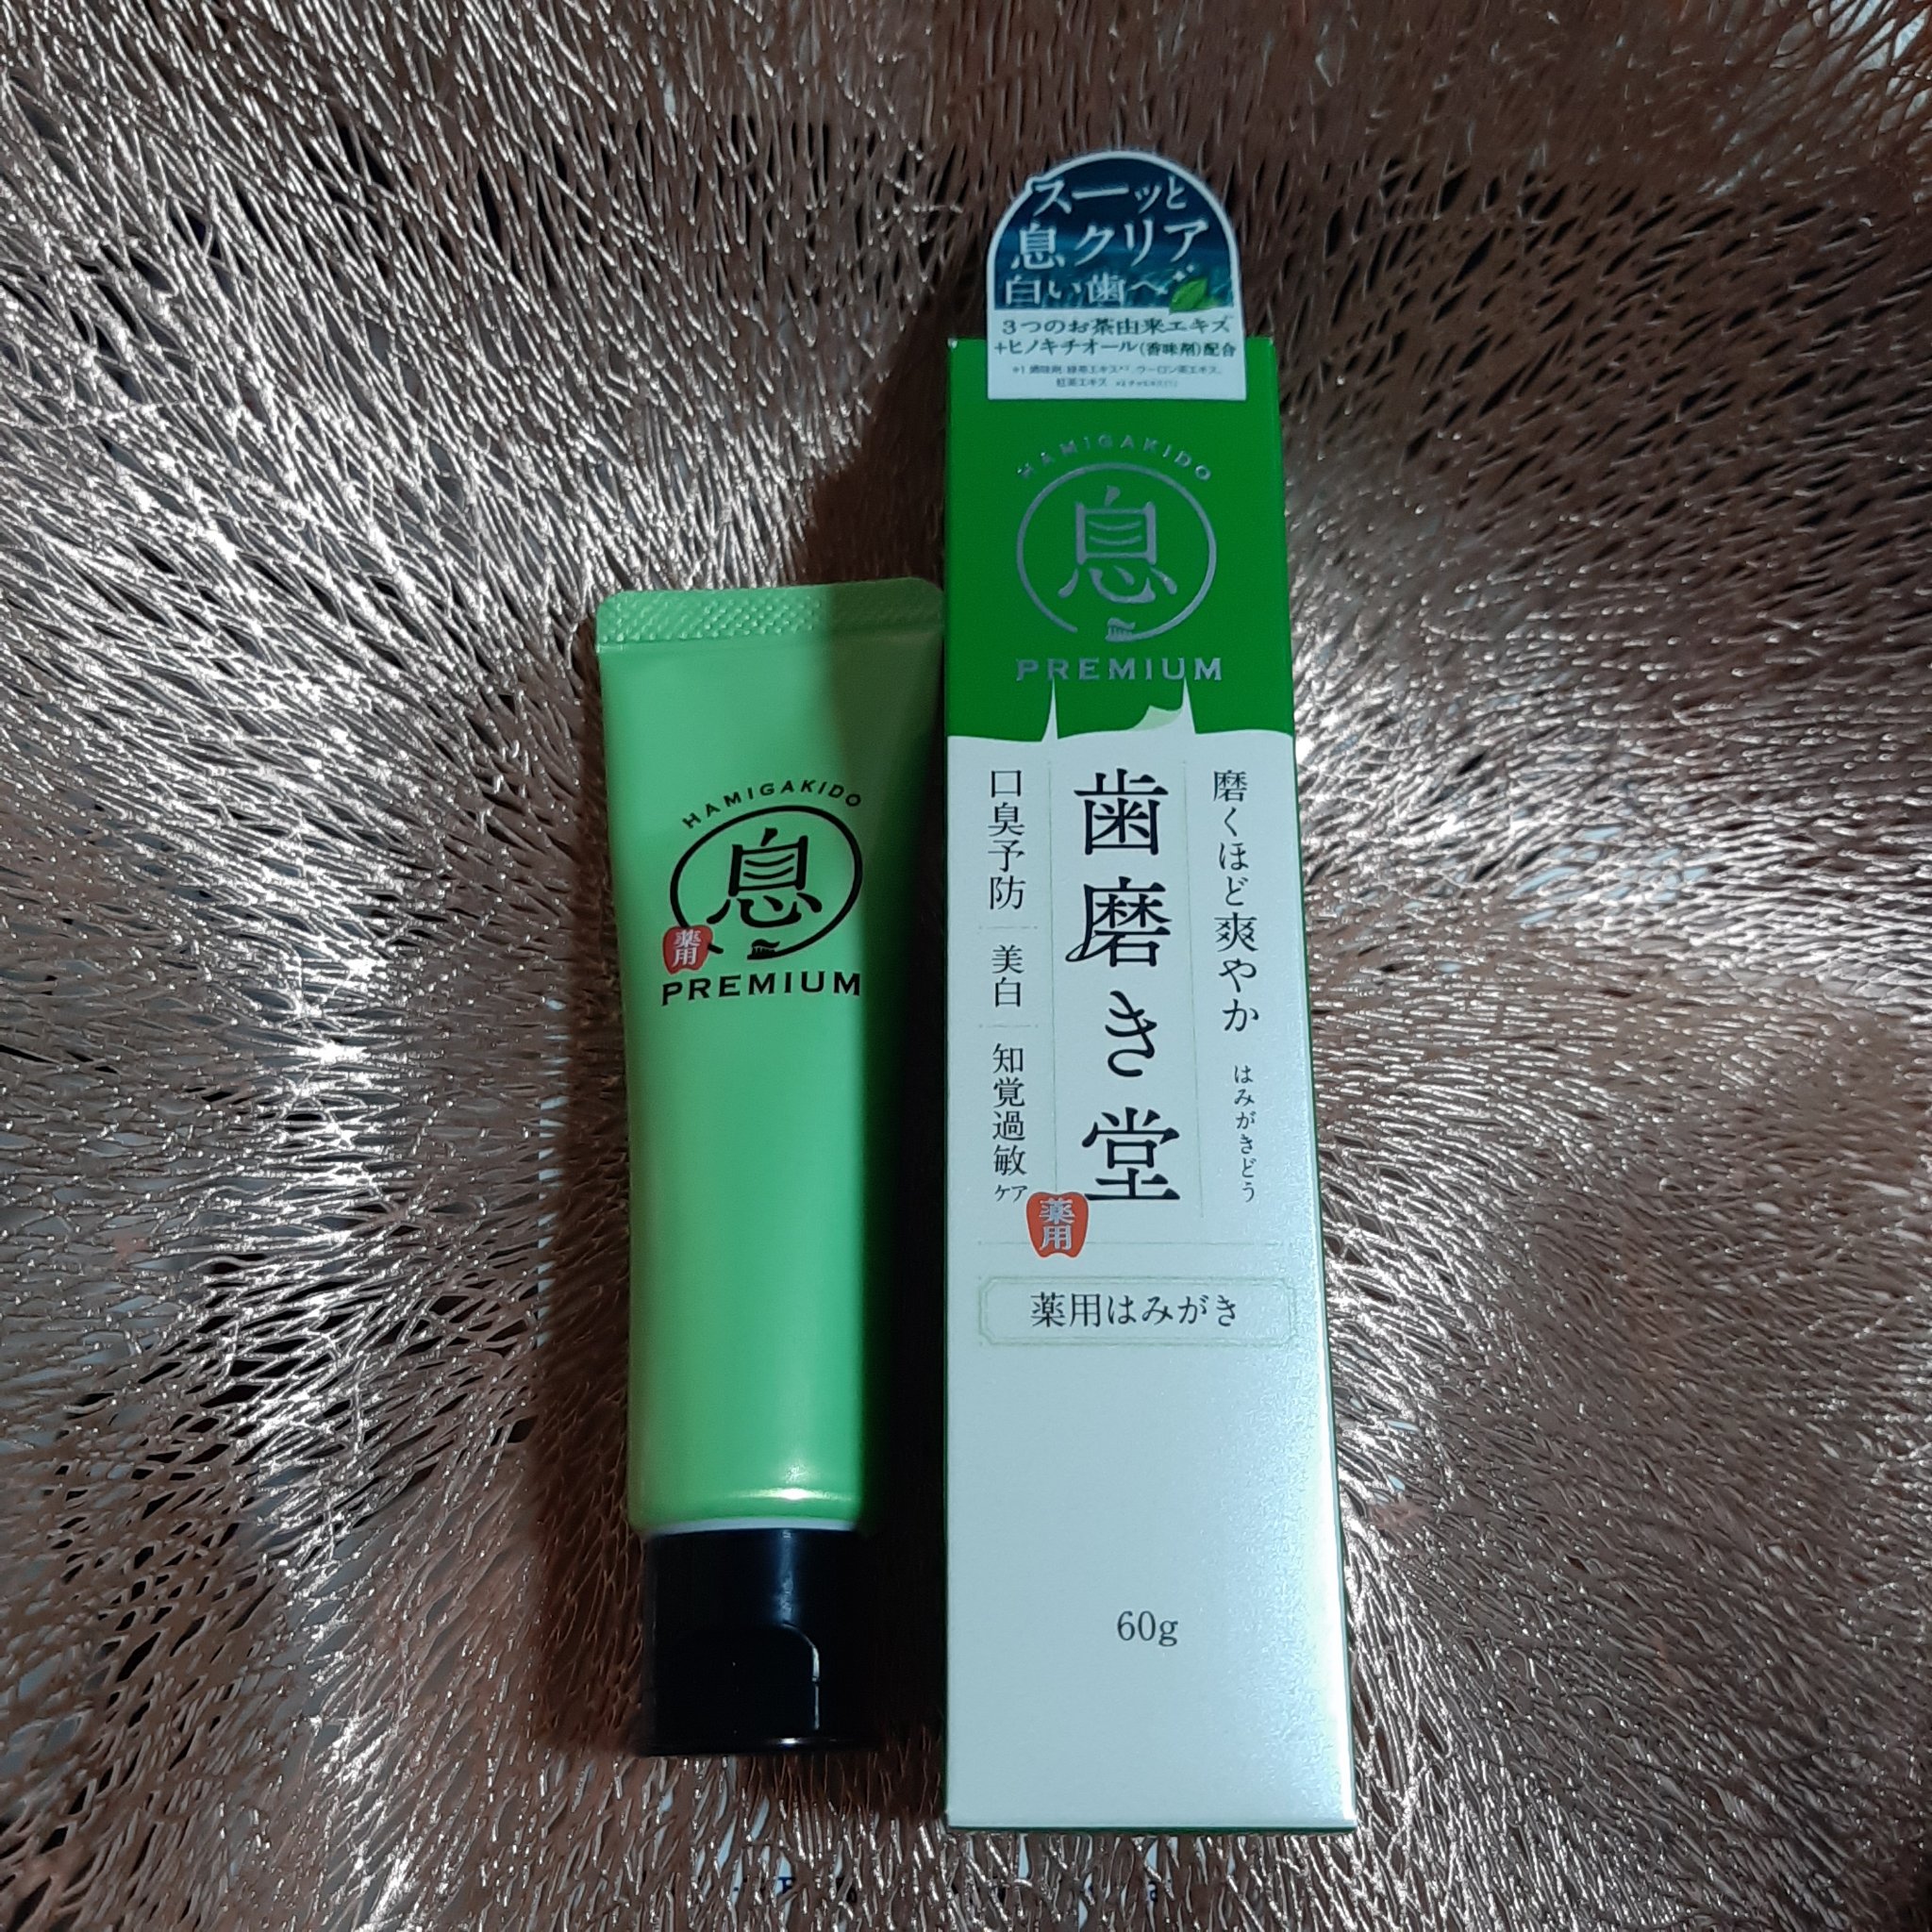 スーッと
息クリア
白い歯へ
3つのお茶由来エキス
+ヒノキチオール(香味剤)配合
HAMIGAKIDO
息
PREMIUM
磨くほど爽やか
はみがきどう
歯磨き堂
口臭予防
美白
知覚過敏ケア
薬用
薬用はみがき
60g
HAMIGAKIDO
息
薬用
PREMIUM